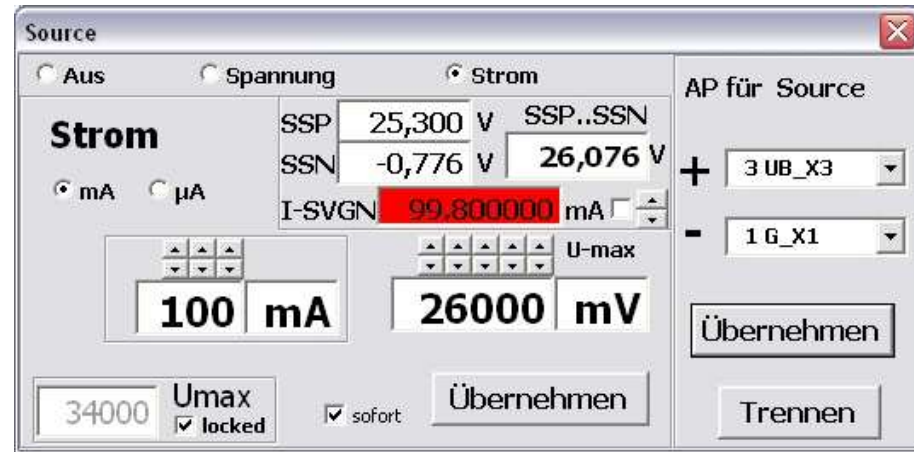 Source
Aus Spannung Strom
Strom
mA µA
SSP 25,300 V
SSN -0,776 V
SSP..SSN
26,076 V
I-SVGN 99,800000 mA
100 mA
U-max
26000 mV
34000 Umax
locked
sofort
Übernehmen
AP für Source
+ 3 UB_X3
- 1 G_X1
Übernehmen
Trennen